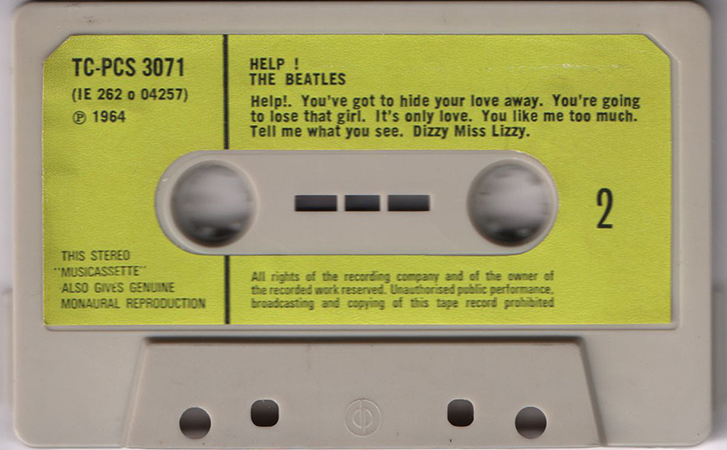 TC-PCS 3071
(IE 262 o 04257)
℗ 1964
HELP !
THE BEATLES
Help!. You've got to hide your love away. You're going
to lose that girl. It's only love. You like me too much.
Tell me what you see. Dizzy Miss Lizzy.
2
THIS STEREO
"MUSICASSETTE"
ALSO GIVES GENUINE
MONAURAL REPRODUCTION
All rights of the recording company and of the owner of
the recorded work reserved. Unauthorised public performance,
broadcasting and copying of this tape record prohibited